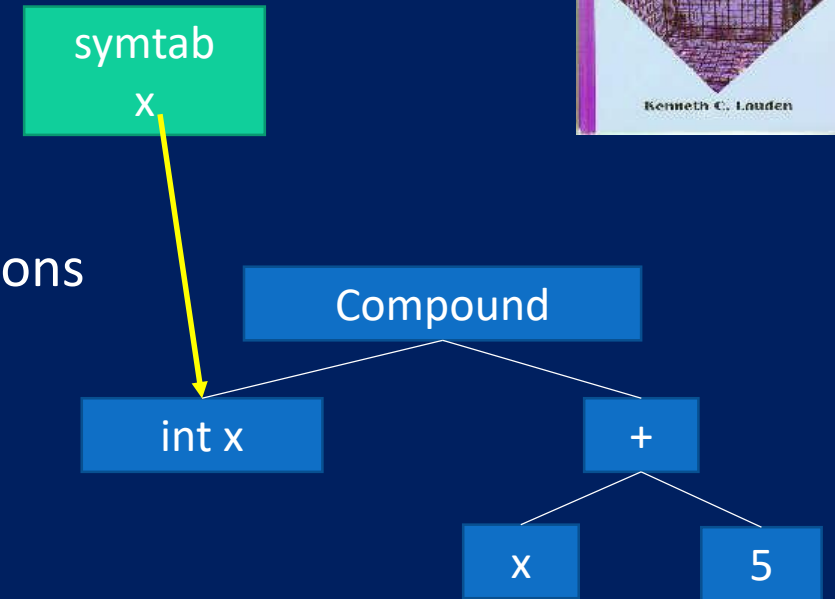 symtab
x
Kenneth C. Louden
ons
Compound
int x
+
x
5